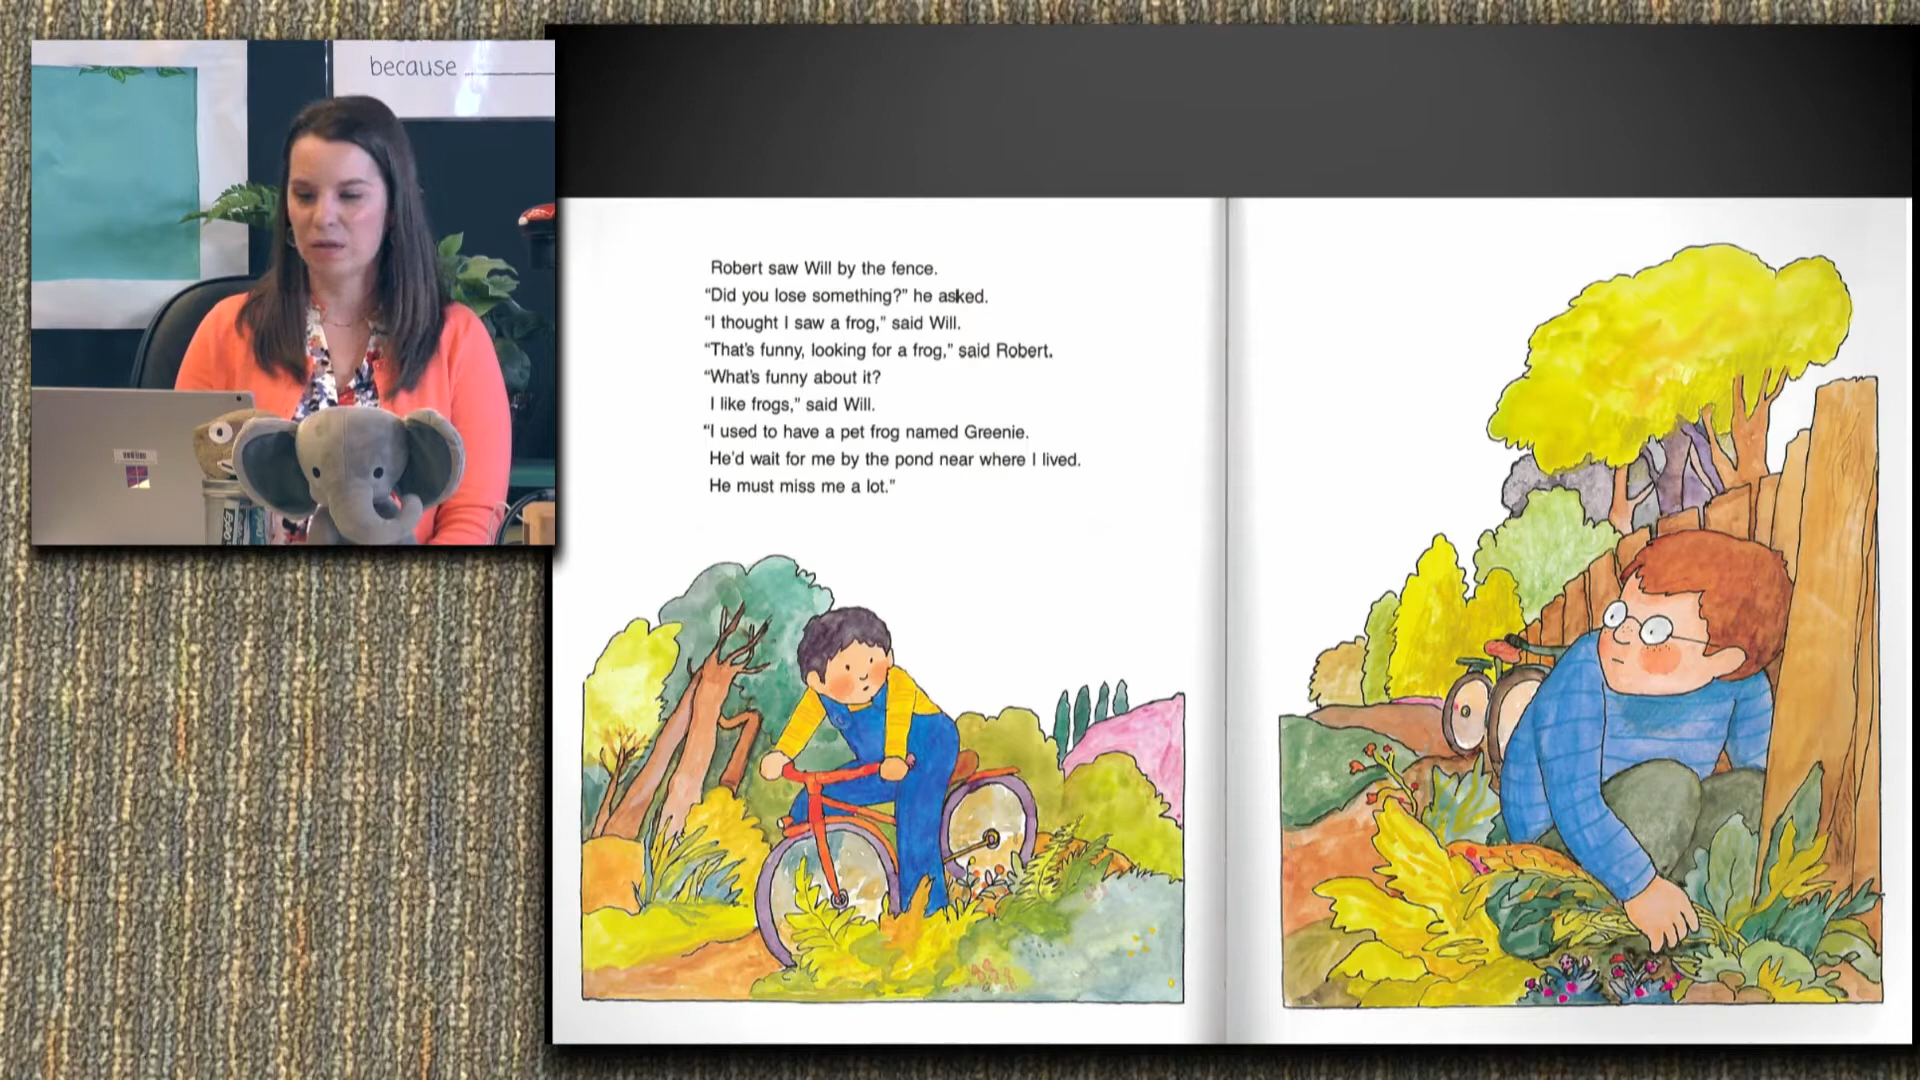 because
Robert saw Will by the fence.
“Did you lose something?” he asked.
“I thought I saw a frog,” said Will.
“That's funny, looking for a frog,” said Robert.
“What's funny about it?
I like frogs,” said Will.
“I used to have a pet frog named Greenie.
He'd wait for me by the pond near where I lived.
He must miss me a lot.”
EXPO